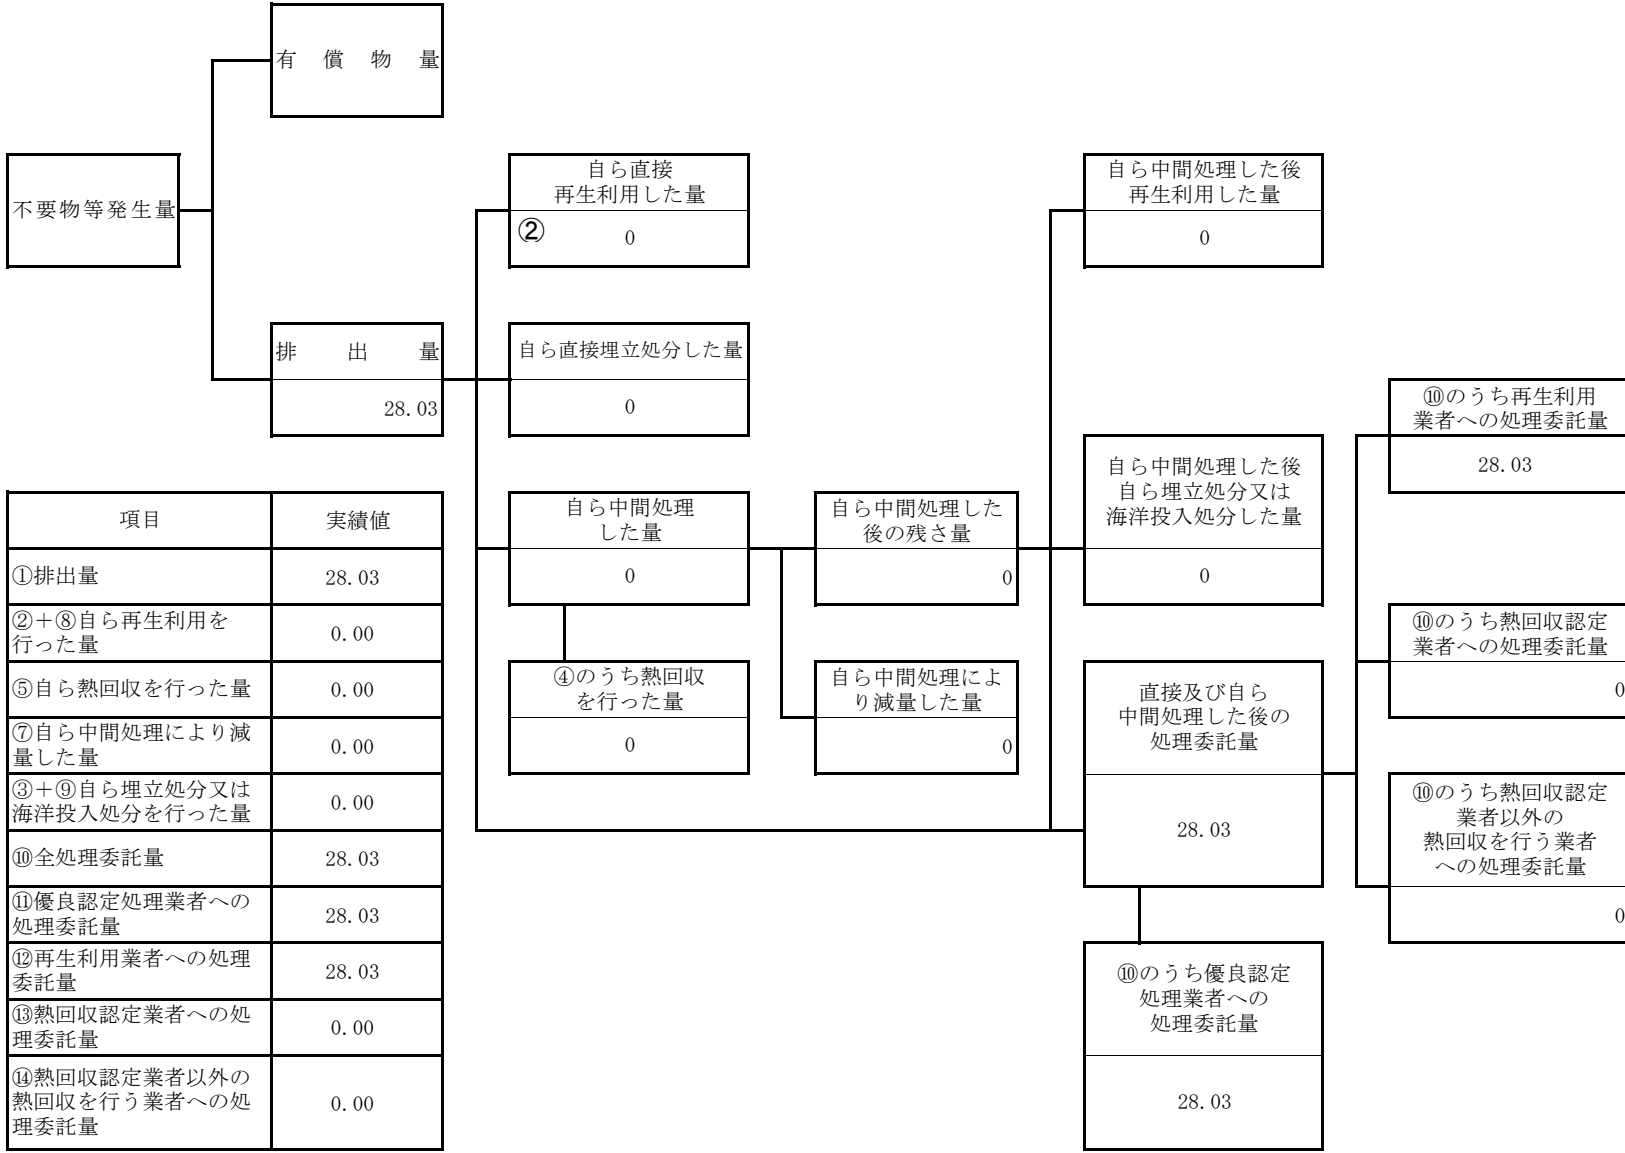 有償物量
不要物等発生量
自ら直接
再生利用した量
② 0
自ら中間処理した後
再生利用した量
0
排出量
28.03
自ら直接埋立処分した量
0
⑩のうち再生利用
業者への処理委託量
28.03
自ら中間処理
した量
0
自ら中間処理した
後の残さ量
0
自ら中間処理した後
自ら埋立処分又は
海洋投入処分した量
0
⑩のうち熱回収認定
業者への処理委託量
0
④のうち熱回収
を行った量
0
自ら中間処理によ
り減量した量
0
直接及び自ら
中間処理した後の
処理委託量
28.03
⑩のうち熱回収認定
業者以外の
熱回収を行う業者
への処理委託量
0
⑩のうち優良認定
処理業者への
処理委託量
28.03
項目 実績値
①排出量 28.03
②+⑧自ら再生利用を
行った量 0.00
⑤自ら熱回収を行った量 0.00
⑦自ら中間処理により減
量した量 0.00
③+⑨自ら埋立処分又は
海洋投入処分を行った量 0.00
⑩全処理委託量 28.03
⑪優良認定処理業者への
処理委託量 28.03
⑫再生利用業者への処理
委託量 28.03
⑬熱回収認定業者への処
理委託量 0.00
⑭熱回収認定業者以外の
熱回収を行う業者への処
理委託量 0.00